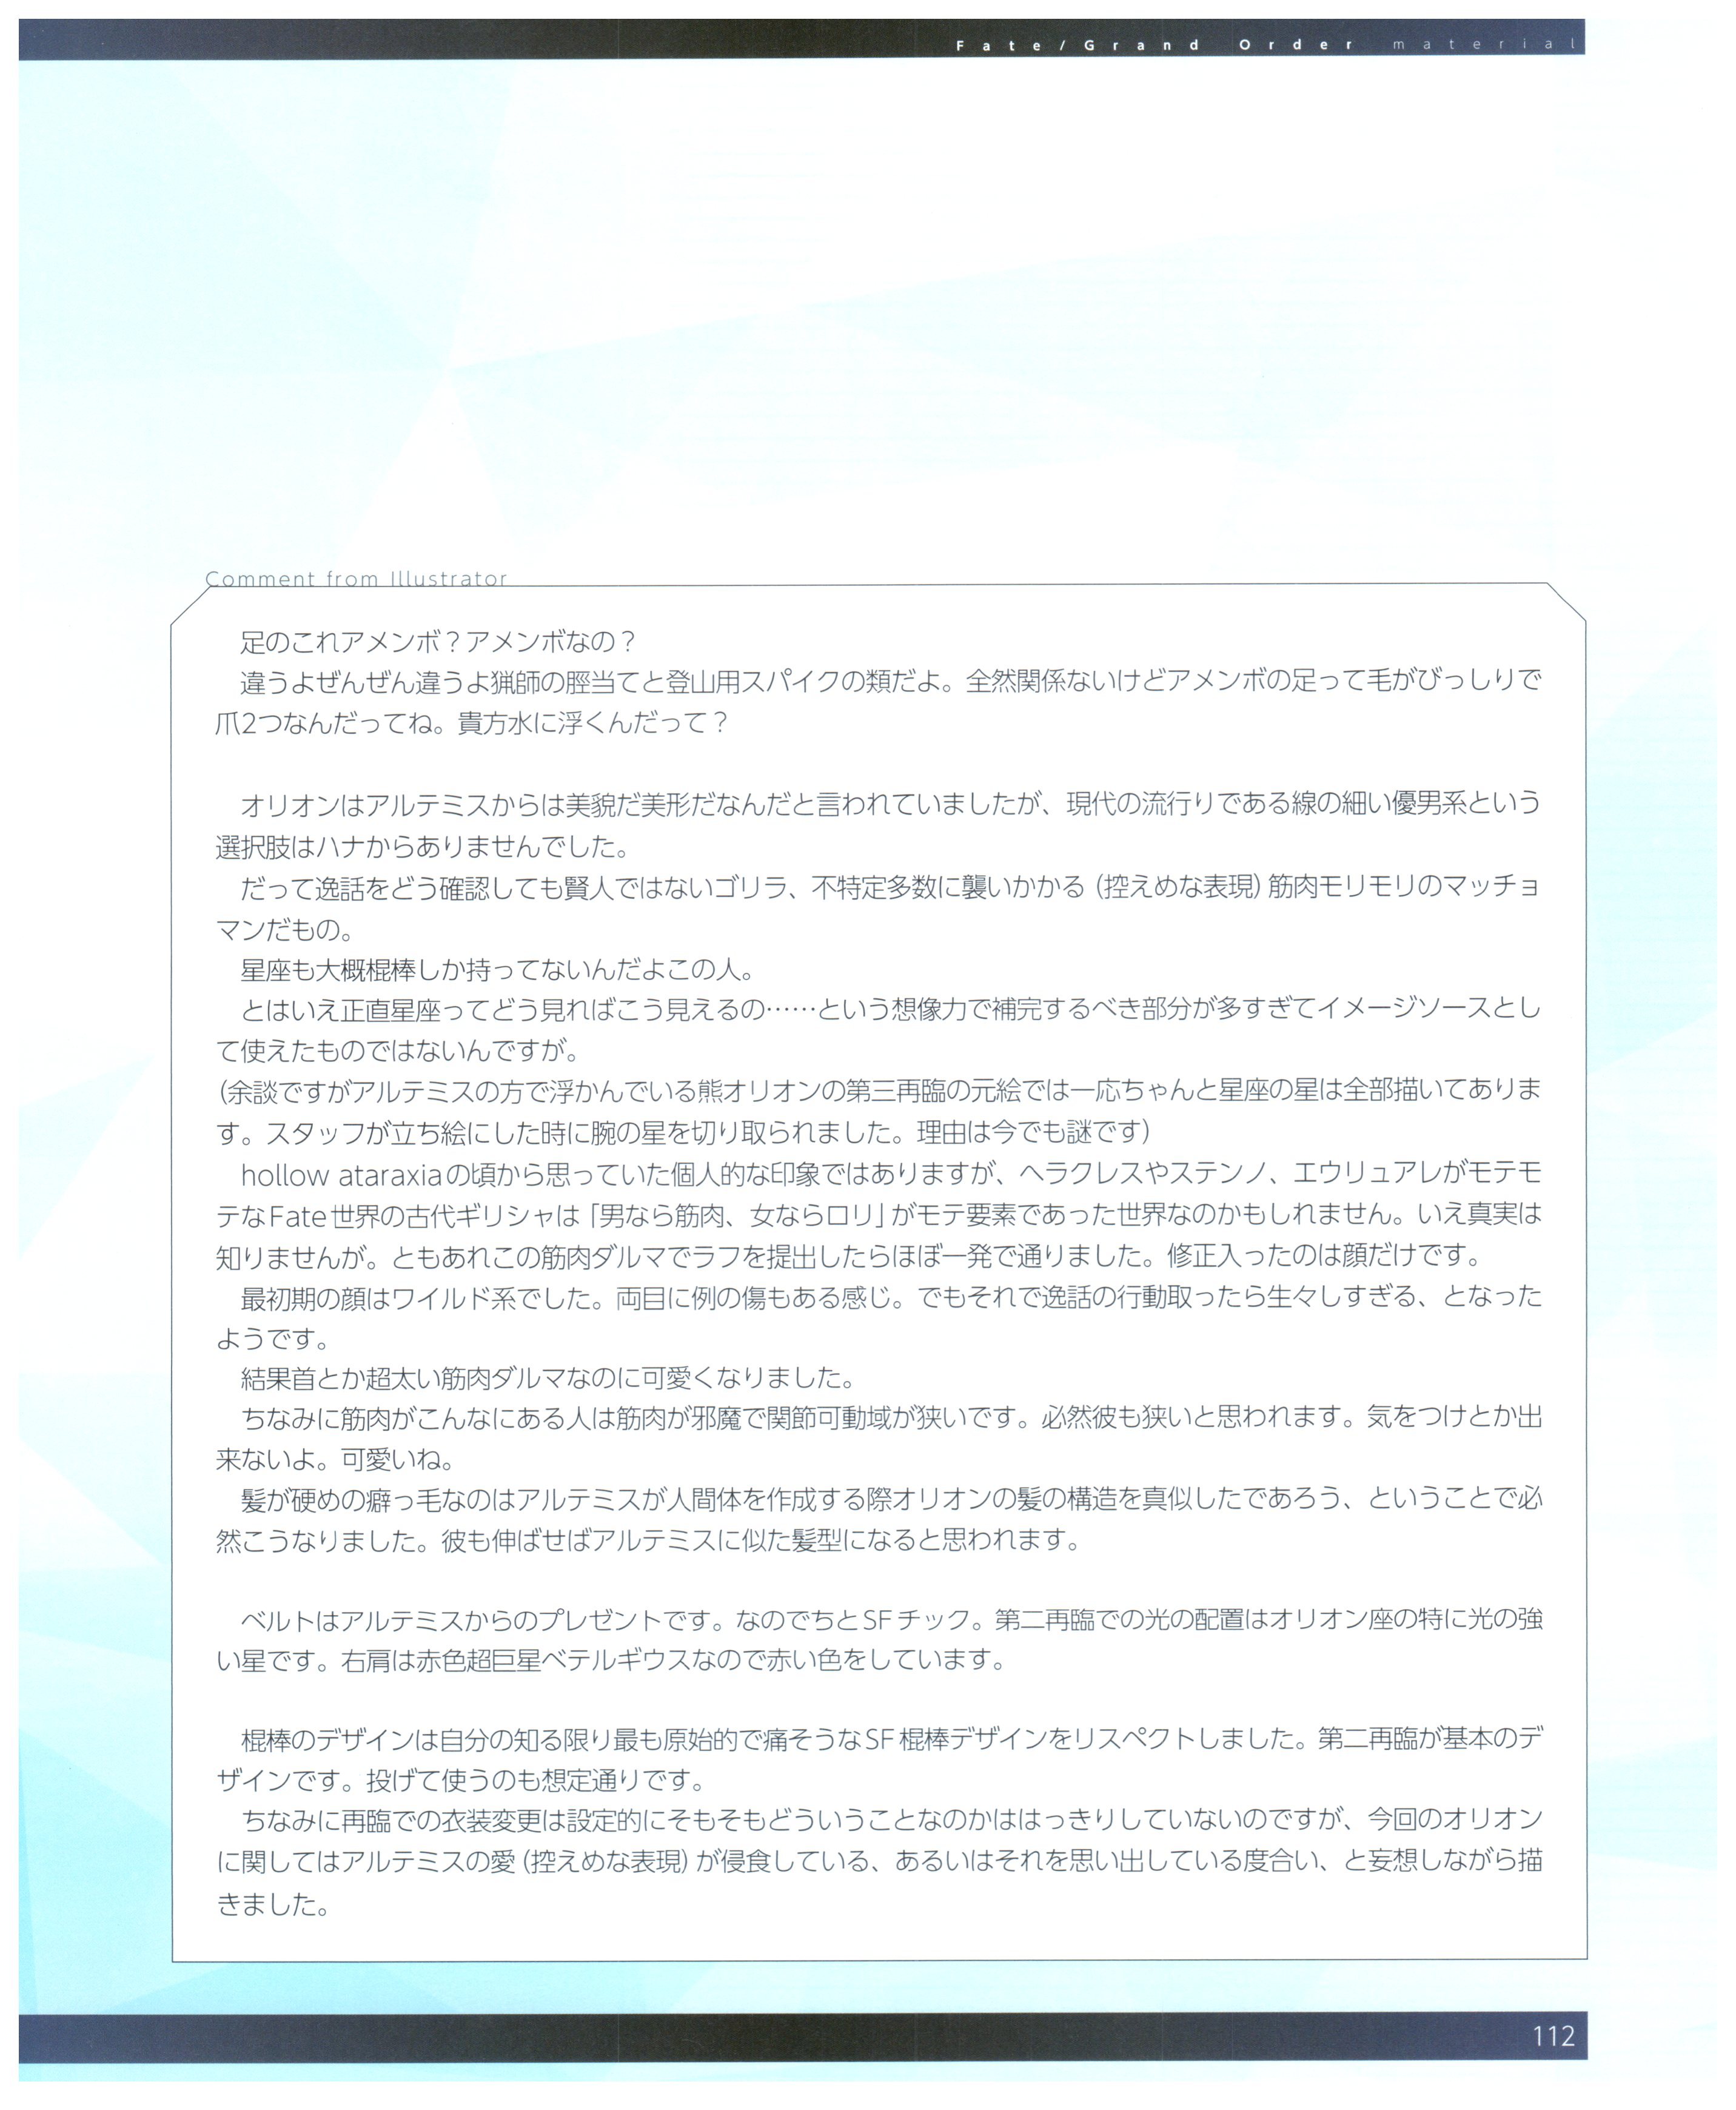 Fate/Grand Order material
Comment from Illustrator
足のこれアメンボ？アメンボなの？
違うよぜんぜん違うよ猟師の脛当てと登山用スパイクの類だよ。全然関係ないけどアメンボの足って毛がびっしりで
爪2つなんだってね。貴方水に浮くんだって？
オリオンはアルテミスからは美貌だ美形だなんだと言われていましたが、現代の流行りである線の細い優男系という
選択肢はハナからありませんでした。
だって逸話をどう確認しても賢人ではないゴリラ、不特定多数に襲いかかる（控えめな表現）筋肉モリモリのマッチョ
マンだもの。
星座も大概棍棒しか持ってないんだよこの人。
とはいえ正直星座ってどう見ればこう見えるの……という想像力で補完するべき部分が多すぎてイメージソースとし
て使えたものではないんですが。
（余談ですがアルテミスの方で浮かんでいる熊オリオンの第三再臨の元絵では一応ちゃんと星座の星は全部描いてありま
す。スタッフが立ち絵にした時に腕の星を切り取られました。理由は今でも謎です）
hollow ataraxiaの頃から思っていた個人的な印象ではありますが、ヘラクレスやステンノ、エウリュアレがモテモ
テなFate世界の古代ギリシャは「男なら筋肉、女ならロリ」がモテ要素であった世界なのかもしれません。いえ真実は
知りませんが。ともあれこの筋肉ダルマでラフを提出したらほぼ一発で通りました。修正入ったのは顔だけです。
最初期の顔はワイルド系でした。両目に例の傷もある感じ。でもそれで逸話の行動取ったら生々しすぎる、となった
ようです。
結果首とか超太い筋肉ダルマなのに可愛くなりました。
ちなみに筋肉がこんなにある人は筋肉が邪魔で関節可動域が狭いです。必然彼も狭いと思われます。気をつけとか出
来ないよ。可愛いね。
髪が硬めの癖っ毛なのはアルテミスが人間体を作成する際オリオンの髪の構造を真似したであろう、ということで必
然こうなりました。彼も伸ばせばアルテミスに似た髪型になると思われます。
ベルトはアルテミスからのプレゼントです。なのでちとSFチック。第二再臨での光の配置はオリオン座の特に光の強
い星です。右肩は赤色超巨星ベテルギウスなので赤い色をしています。
棍棒のデザインは自分の知る限り最も原始的で痛そうなSF棍棒デザインをリスペクトしました。第二再臨が基本のデ
ザインです。投げて使うのも想定通りです。
ちなみに再臨での衣装変更は設定的にそもそもどういうことなのかははっきりしていないのですが、今回のオリオン
に関してはアルテミスの愛（控えめな表現）が侵食している、あるいはそれを思い出している度合い、と妄想しながら描
きました。
112